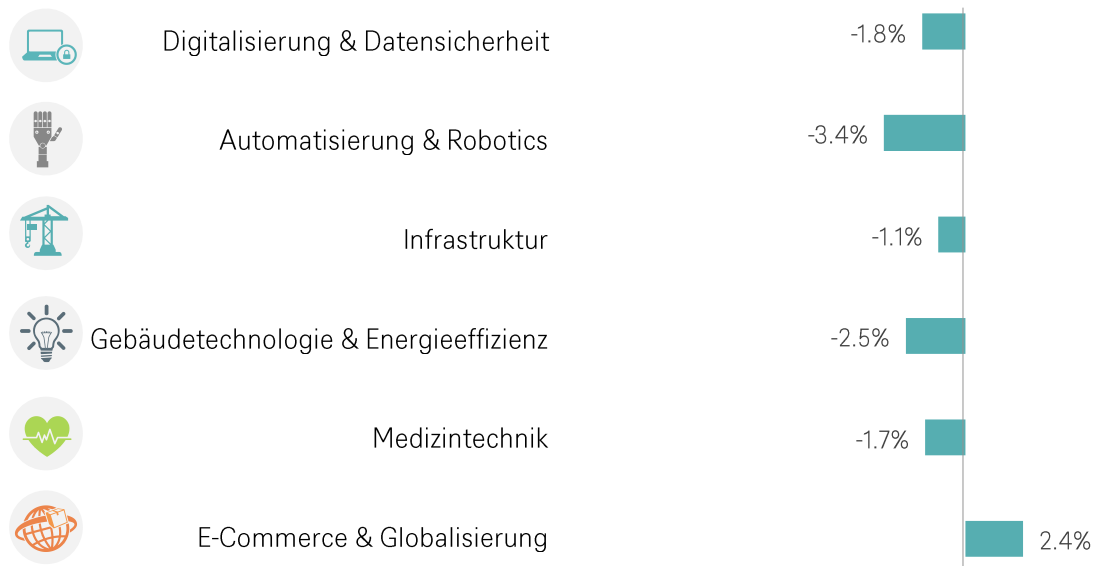 Digitalisierung & Datensicherheit -1.8%
Automatisierung & Robotics -3.4%
Infrastruktur -1.1%
Gebäudetechnologie & Energieeffizienz -2.5%
Medizintechnik -1.7%
E-Commerce & Globalisierung 2.4%